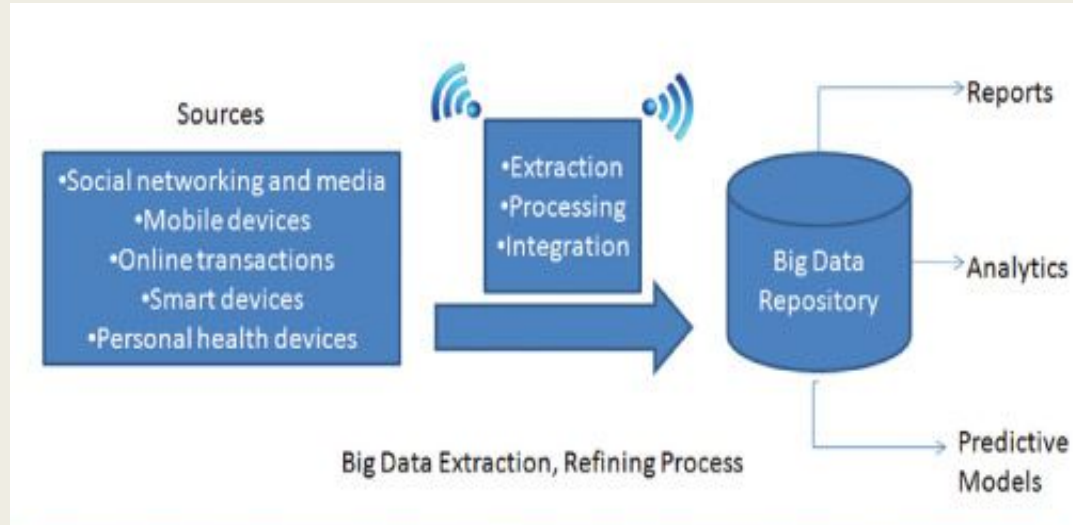 Sources
•Social networking and media
•Mobile devices
•Online transactions
•Smart devices
•Personal health devices
•Extraction
•Processing
•Integration
Big Data
Repository
Reports
Analytics
Predictive
Models
Big Data Extraction, Refining Process